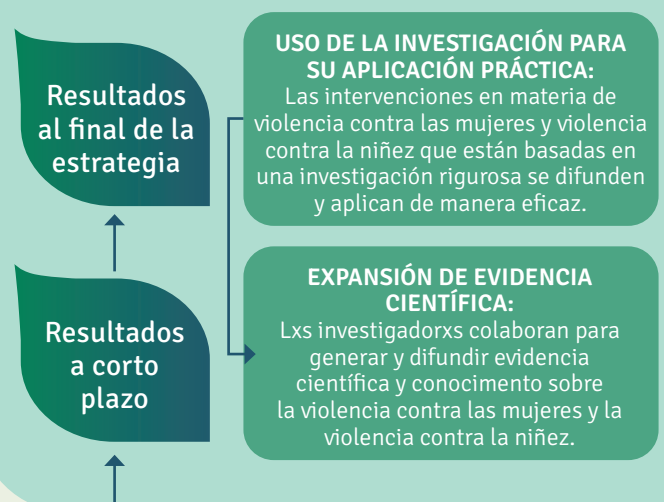 Resultados
al final de la
estrategia
USO DE LA INVESTIGACIÓN PARA
SU APLICACIÓN PRÁCTICA:
Las intervenciones en materia de
violencia contra las mujeres y violencia
contra la niñez que están basadas en
una investigación rigurosa se difunden
y aplican de manera eficaz.
Resultados
a corto
plazo
EXPANSIÓN DE EVIDENCIA
CIENTÍFICA:
Lxs investigadorxs colaboran para
generar y difundir evidencia
científica y conocimento sobre
la violencia contra las mujeres y la
violencia contra la niñez.